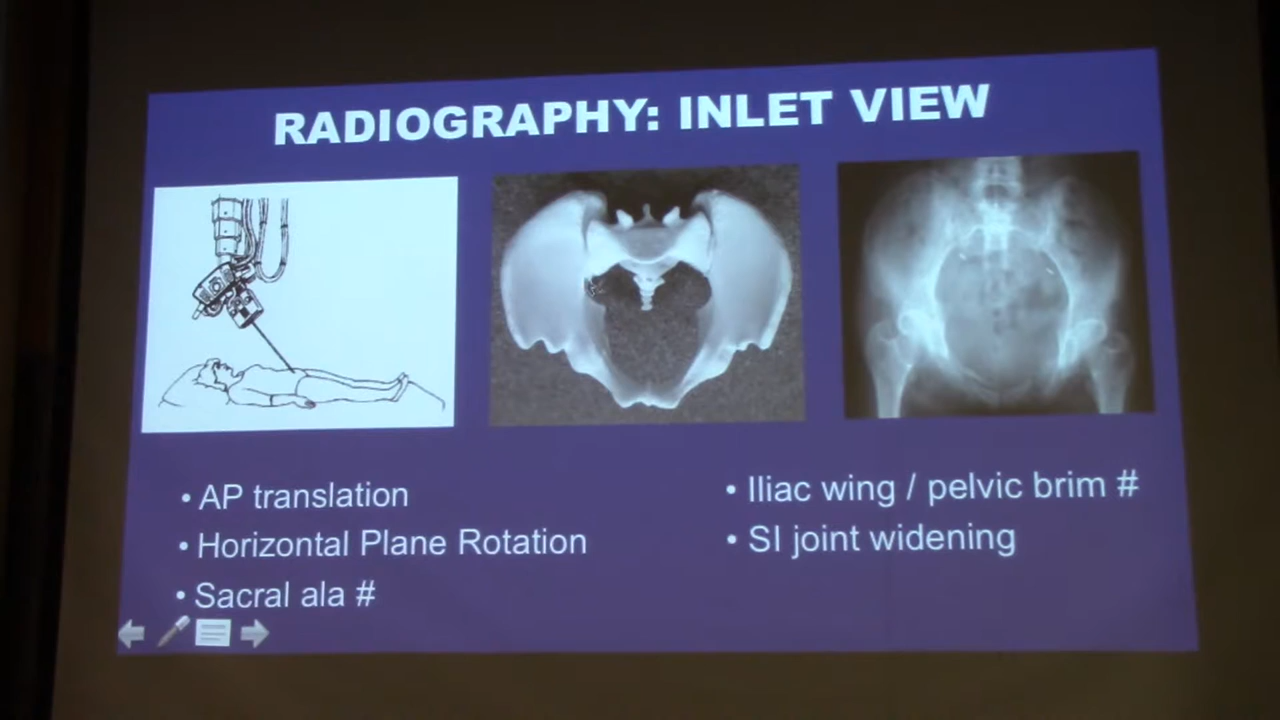 RADIOGRAPHY: INLET VIEW
• AP translation
• Horizontal Plane Rotation
• Sacral ala #
• Iliac wing / pelvic brim #
• SI joint widening